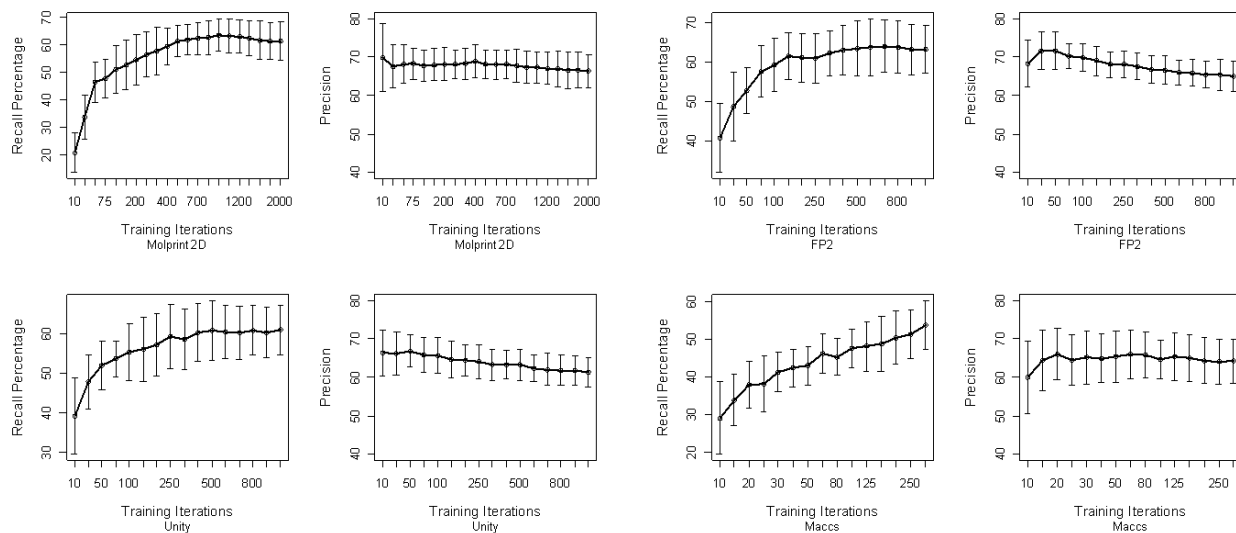 Recall Percentage
20 30 40 50 60 70
10 75 200 400 700 1200 2000
Training Iterations
Molprint 2D
Precision
40 50 60 70 80
10 75 200 400 700 1200 2000
Training Iterations
Molprint 2D
Recall Percentage
40 50 60 70
10 50 100 250 500 800
Training Iterations
FP2
Precision
40 50 60 70 80
10 50 100 250 500 800
Training Iterations
FP2
Recall Percentage
30 40 50 60
10 50 100 250 500 800
Training Iterations
Unity
Precision
40 50 60 70 80
10 50 100 250 500 800
Training Iterations
Unity
Recall Percentage
20 30 40 50 60
10 20 30 50 80 125 250
Training Iterations
Maccs
Precision
40 50 60 70 80
10 20 30 50 80 125 250
Training Iterations
Maccs